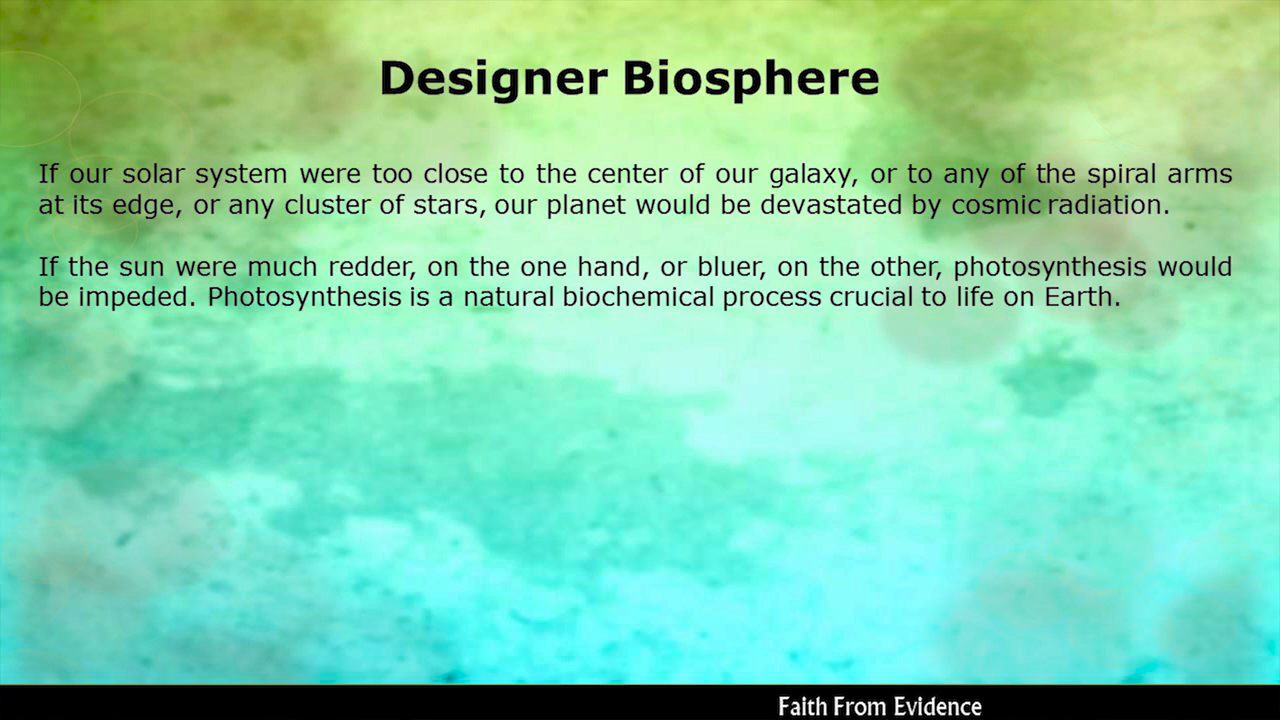 Designer Biosphere
If our solar system were too close to the center of our galaxy, or to any of the spiral arms
at its edge, or any cluster of stars, our planet would be devastated by cosmic radiation.
If the sun were much redder, on the one hand, or bluer, on the other, photosynthesis would
be impeded. Photosynthesis is a natural biochemical process crucial to life on Earth.
Faith From Evidence